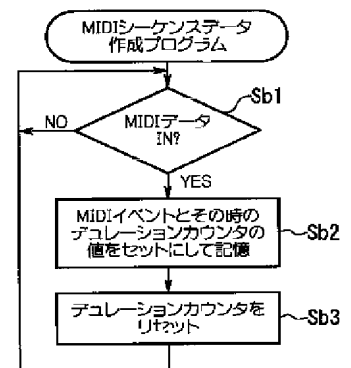 MIDIシーケンスデータ
作成プログラム
Sb1
MIDIデータ
IN?
NO
YES
MIDIイベントとその時の
デュレーションカウンタの
値をセットにして記憶
Sb2
デュレーションカウンタを
リセット
Sb3